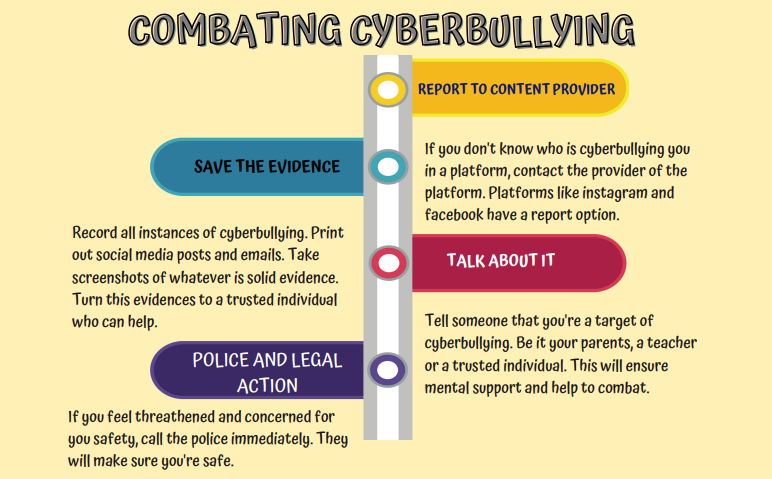 COMBATING CYBERBULLYING
REPORT TO CONTENT PROVIDER
If you don't know who is cyberbullying you
in a platform, contact the provider of the
platform. Platforms like instagram and
facebook have a report option.
SAVE THE EVIDENCE
Record all instances of cyberbullying. Print
out social media posts and emails. Take
screenshots of whatever is solid evidence.
Turn this evidences to a trusted individual
who can help.
TALK ABOUT IT
Tell someone that you're a target of
cyberbullying. Be it your parents, a teacher
or a trusted individual. This will ensure
mental support and help to combat.
POLICE AND LEGAL
ACTION
If you feel threathened and concerned for
you safety, call the police immediately. They
will make sure you're safe.